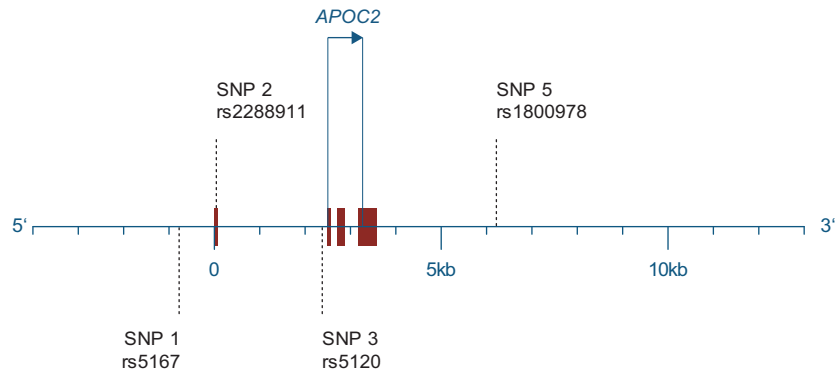 APOC2
SNP 2
rs2288911
SNP 5
rs1800978
5‘
3‘
0
5kb
10kb
SNP 1
rs5167
SNP 3
rs5120